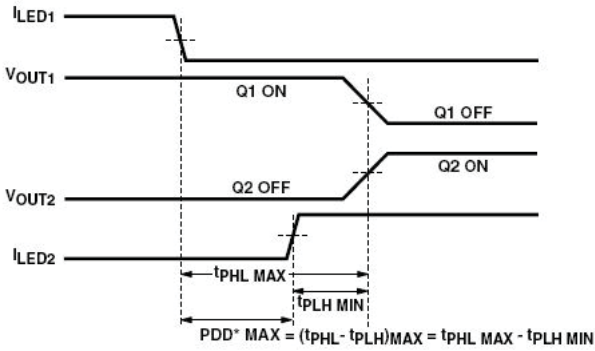 ILED1
VOUT1
Q1 ON
Q1 OFF
Q2 ON
Q2 OFF
VOUT2
ILED2
tPHL MAX
tPLH MIN
PDD* MAX = (tPHL- tPLH)MAX = tPHL MAX - tPLH MIN